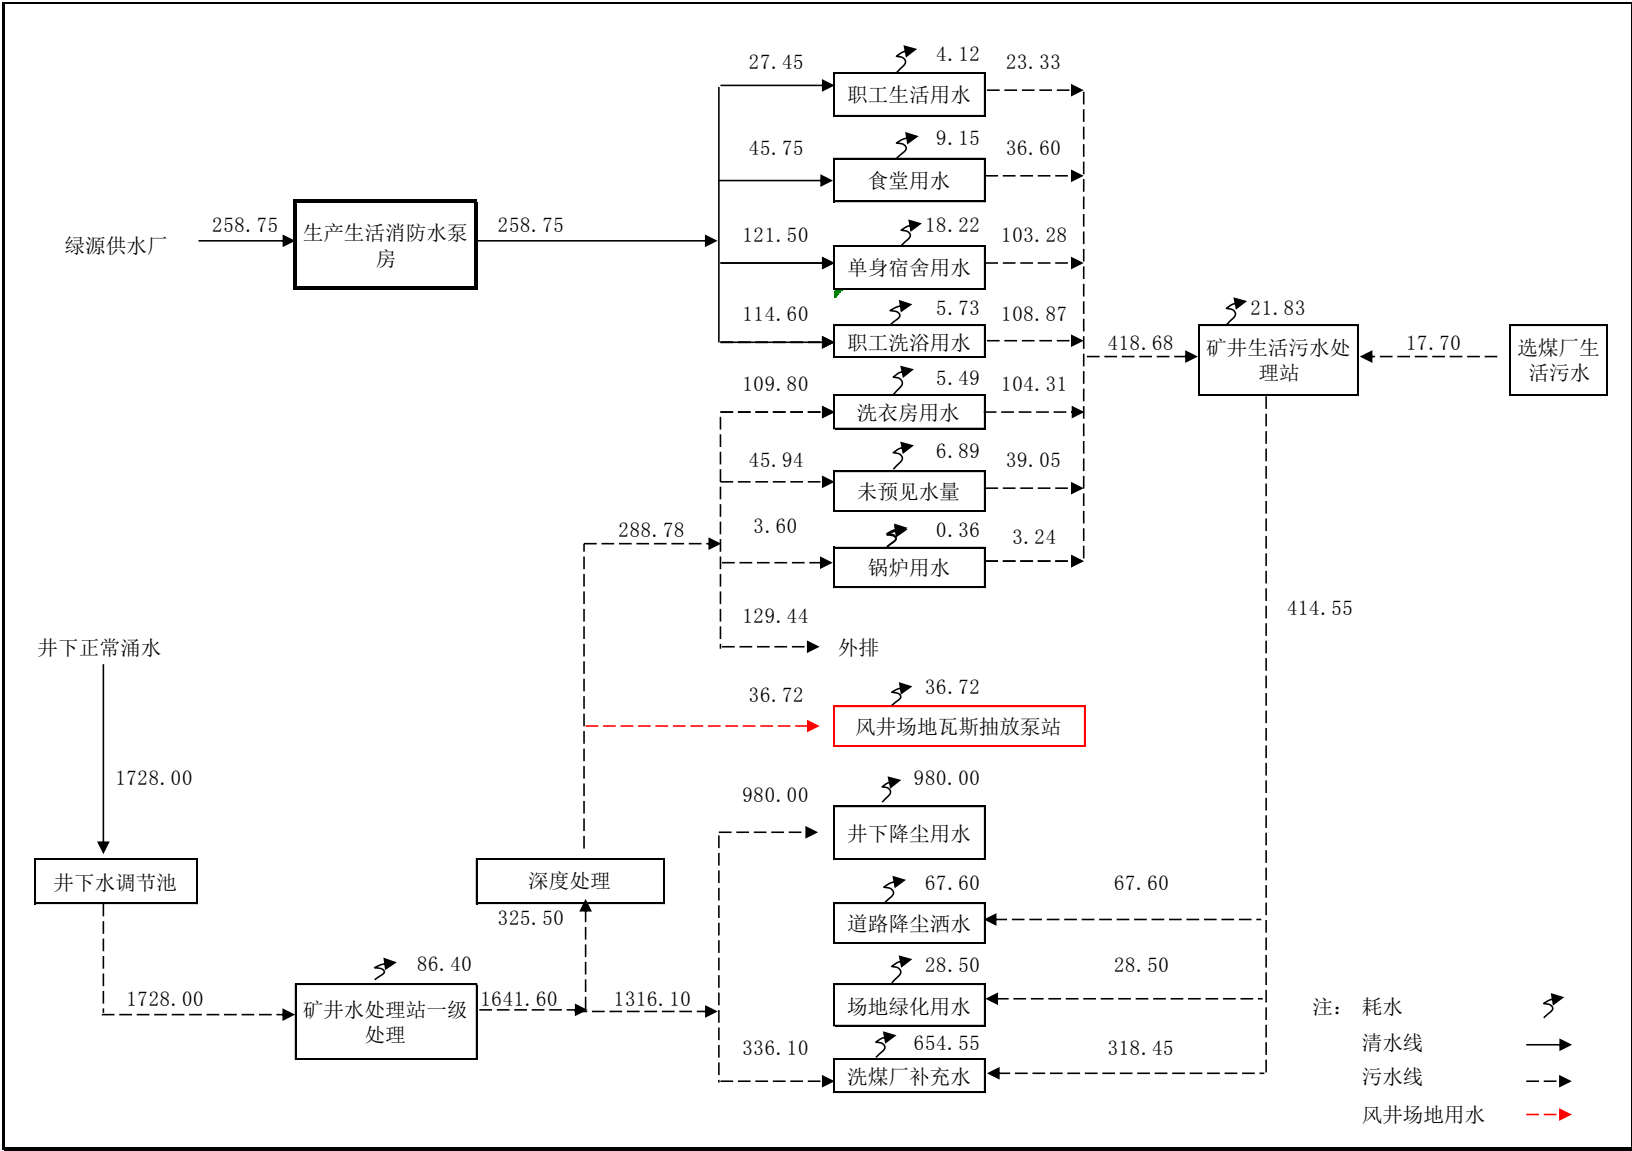 27.45
4.12
23.33
职工生活用水
45.75
9.15
36.60
食堂用水
绿源供水厂
258.75
生产生活消防水泵
房
258.75
121.50
18.22
103.28
单身宿舍用水
114.60
5.73
108.87
职工洗浴用水
418.68
21.83
矿井生活污水处
理站
17.70
选煤厂生
活污水
109.80
5.49
104.31
洗衣房用水
45.94
6.89
39.05
未预见水量
288.78
3.60
0.36
3.24
锅炉用水
129.44
外排
414.55
井下正常涌水
36.72
36.72
风井场地瓦斯抽放泵站
1728.00
980.00
980.00
井下降尘用水
井下水调节池
深度处理
325.50
67.60
67.60
道路降尘洒水
1728.00
86.40
矿井水处理站一级
处理
1641.60
1316.10
28.50
28.50
场地绿化用水
336.10
654.55
318.45
洗煤厂补充水
注： 耗水
清水线
污水线
风井场地用水